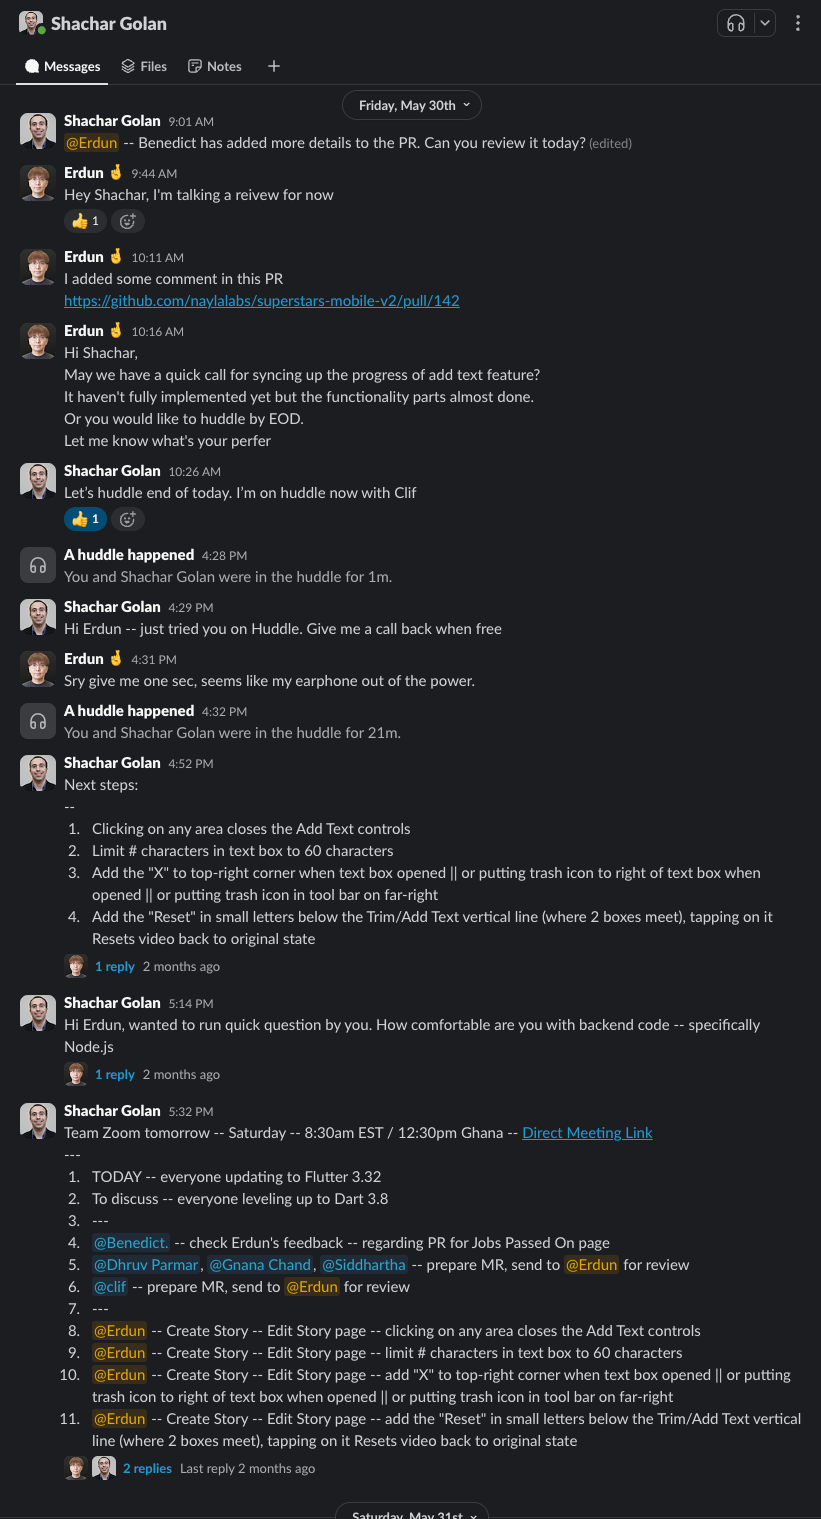 Shachar Golan
Messages Files Notes
Friday, May 30th
Shachar Golan 9:01 AM
@Erdun -- Benedict has added more details to the PR. Can you review it today? (edited)
Erdun 🤞 9:44 AM
Hey Shachar, I'm talking a reivew for now
👍 1
Erdun 🤞 10:11 AM
I added some comment in this PR
https://github.com/naylalabs/superstars-mobile-v2/pull/142
Erdun 🤞 10:16 AM
Hi Shachar,
May we have a quick call for syncing up the progress of add text feature?
It haven't fully implemented yet but the functionality parts almost done.
Or you would like to huddle by EOD.
Let me know what's your perfer
Shachar Golan 10:26 AM
Let's huddle end of today. I'm on huddle now with Clif
👍 1
A huddle happened 4:28 PM
You and Shachar Golan were in the huddle for 1m.
Shachar Golan 4:29 PM
Hi Erdun -- just tried you on Huddle. Give me a call back when free
Erdun 🤞 4:31 PM
Sry give me one sec, seems like my earphone out of the power.
A huddle happened 4:32 PM
You and Shachar Golan were in the huddle for 21m.
Shachar Golan 4:52 PM
Next steps:
--
1. Clicking on any area closes the Add Text controls
2. Limit # characters in text box to 60 characters
3. Add the "X" to top-right corner when text box opened || or putting trash icon to right of text box when
opened || or putting trash icon in tool bar on far-right
4. Add the "Reset" in small letters below the Trim/Add Text vertical line (where 2 boxes meet), tapping on it
Resets video back to original state
1 reply 2 months ago
Shachar Golan 5:14 PM
Hi Erdun, wanted to run quick question by you. How comfortable are you with backend code -- specifically
Node.js
1 reply 2 months ago
Shachar Golan 5:32 PM
Team Zoom tomorrow -- Saturday -- 8:30am EST / 12:30pm Ghana -- Direct Meeting Link
---
1. TODAY -- everyone updating to Flutter 3.32
2. To discuss -- everyone leveling up to Dart 3.8
3. ---
4. @Benedict. -- check Erdun's feedback -- regarding PR for Jobs Passed On page
5. @Dhruv Parmar, @Gnana Chand, @Siddhartha -- prepare MR, send to @Erdun for review
6. @clif -- prepare MR, send to @Erdun for review
7. ---
8. @Erdun -- Create Story -- Edit Story page -- clicking on any area closes the Add Text controls
9. @Erdun -- Create Story -- Edit Story page -- limit # characters in text box to 60 characters
10. @Erdun -- Create Story -- Edit Story page -- add "X" to top-right corner when text box opened || or putting
trash icon to right of text box when opened || or putting trash icon in tool bar on far-right
11. @Erdun -- Create Story -- Edit Story page -- add the "Reset" in small letters below the Trim/Add Text vertical
line (where 2 boxes meet), tapping on it Resets video back to original state
2 replies Last reply 2 months ago
Saturday, May 31st